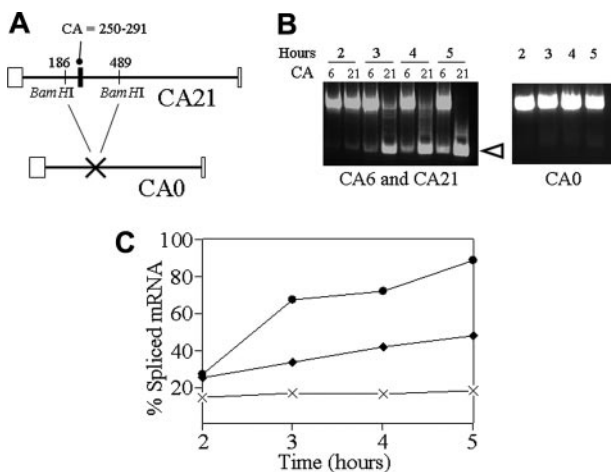 A
CA = 250-291
186
489
BamHI
BamHI
CA21
CA0
B
Hours 2 3 4 5
CA 6 21 6 21 6 21 6 21
CA6 and CA21
2 3 4 5
CA0
C
% Spliced mRNA
100
80
60
40
20
2 3 4 5
Time (hours)